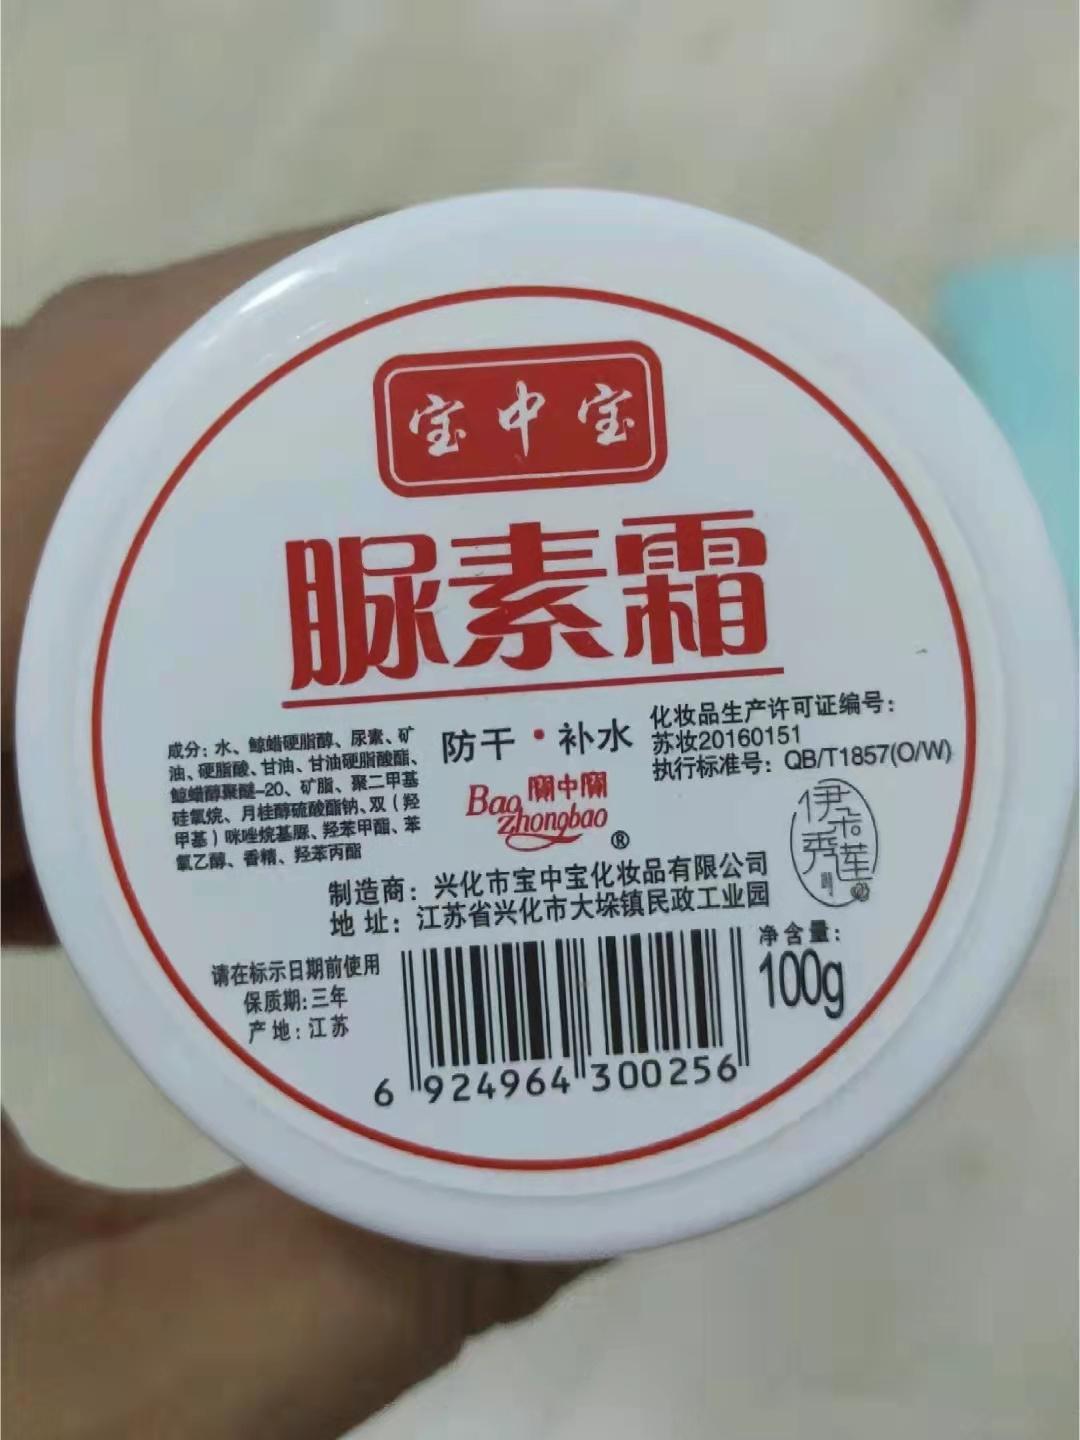 宝中宝
脲素霜
成分：水、鲸蜡硬脂醇、尿素、矿
油、硬脂酸、甘油、甘油硬脂酸酯、
鲸蜡醇聚醚-20、矿脂、聚二甲基
硅氧烷、月桂醇硫酸酯钠、双（羟
甲基）咪唑烷基脲、羟苯甲酯、苯
氧乙醇、香精、羟苯丙酯
防干·补水
Bao
zhongbao
®
化妆品生产许可证编号：
苏妆20160151
执行标准号：QB/T1857(O/W)
伊卡莲秀
制造商：兴化市宝中宝化妆品有限公司
地 址：江苏省兴化市大垛镇民政工业园
请在标示日期前使用
保质期：三年
产 地：江苏
净含量：
100g
6 924964 300256